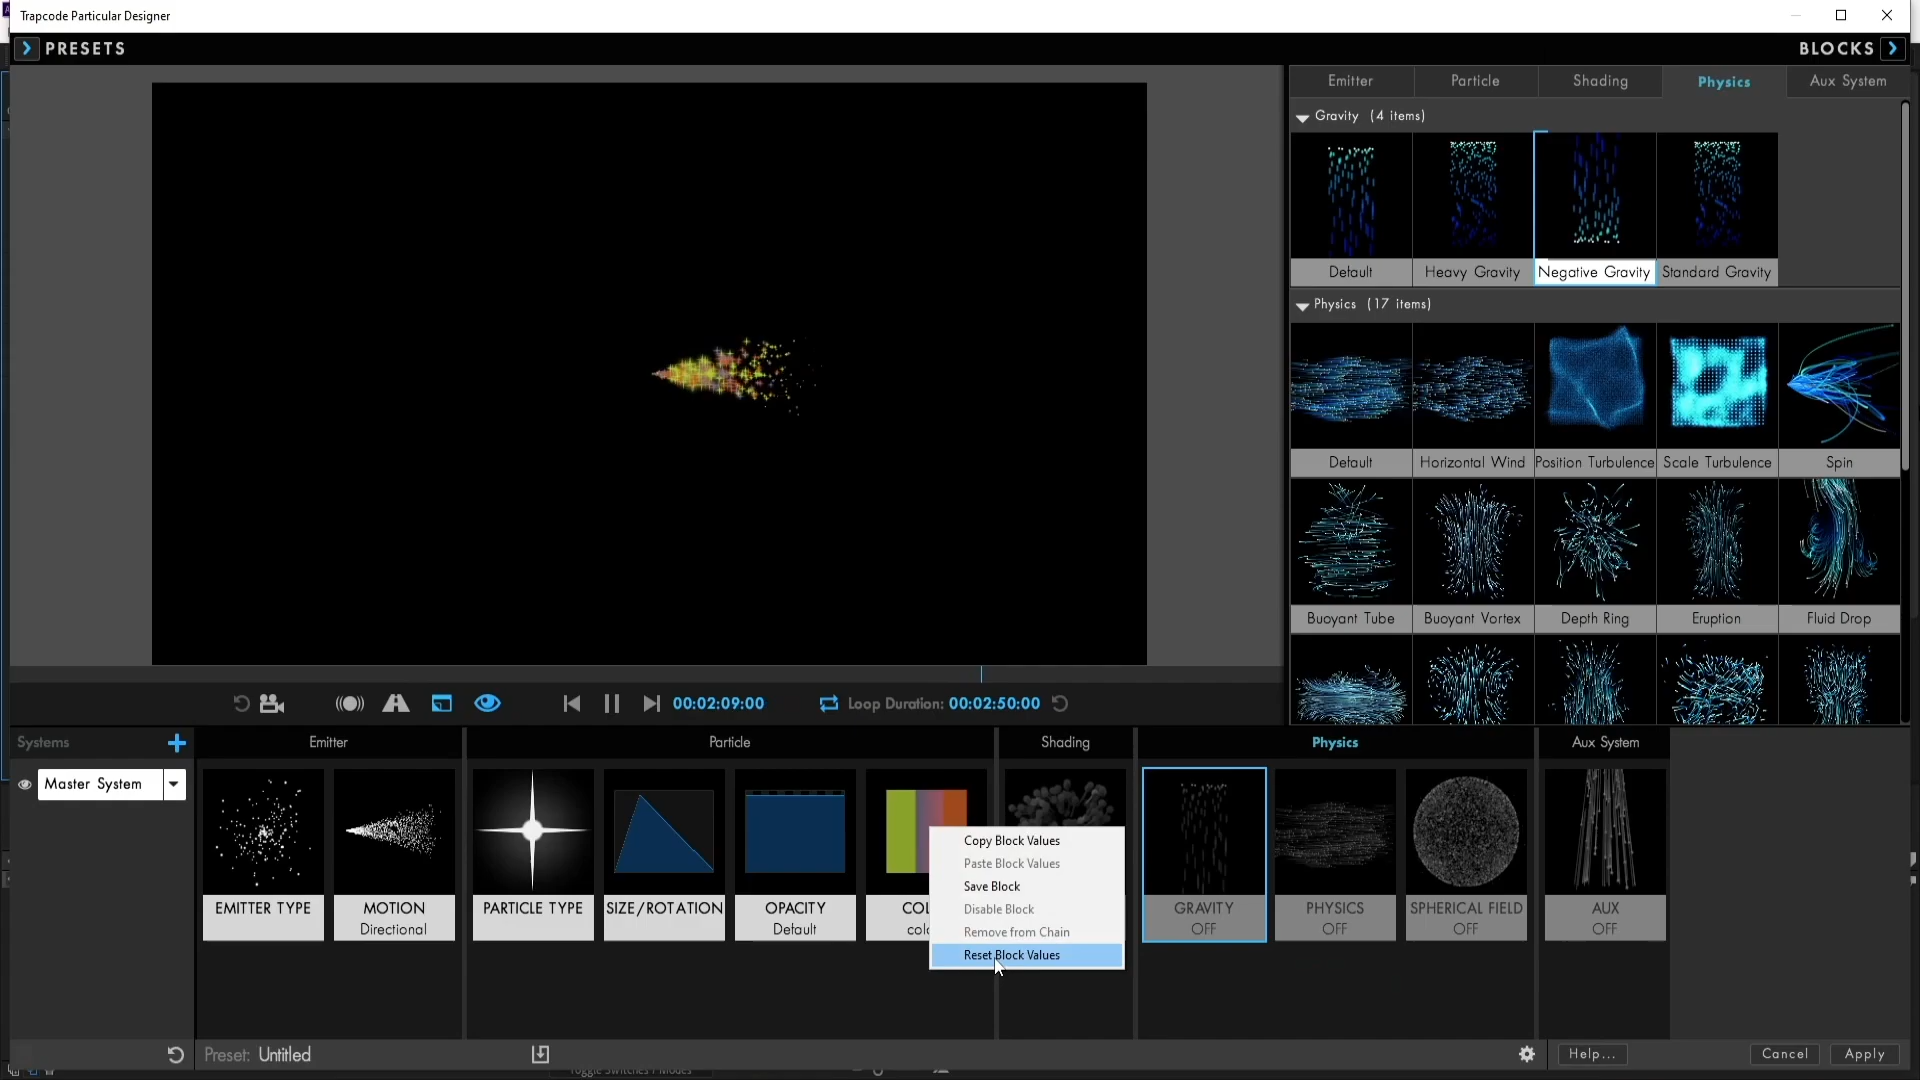 Trapcode Particular Designer
PRESETS
BLOCKS
Emitter
Particle
Shading
Physics
Aux System
Gravity (4 items)
Default
Heavy Gravity
Negative Gravity
Standard Gravity
Physics (17 items)
Default
Horizontal Wind
Position Turbulence
Scale Turbulence
Spin
Buoyant Tube
Buoyant Vortex
Depth Ring
Eruption
Fluid Drop
00:02:09:00
Loop Duration: 00:02:50:00
Systems
Emitter
Particle
Shading
Physics
Aux System
Master System
EMITTER TYPE
MOTION
Directional
PARTICLE TYPE
SIZE/ROTATION
OPACITY
Default
Copy Block Values
Paste Block Values
Save Block
Disable Block
Remove from Chain
Reset Block Values
GRAVITY
OFF
PHYSICS
OFF
SPHERICAL FIELD
OFF
AUX
OFF
Preset: Untitled
Help...
Cancel
Apply